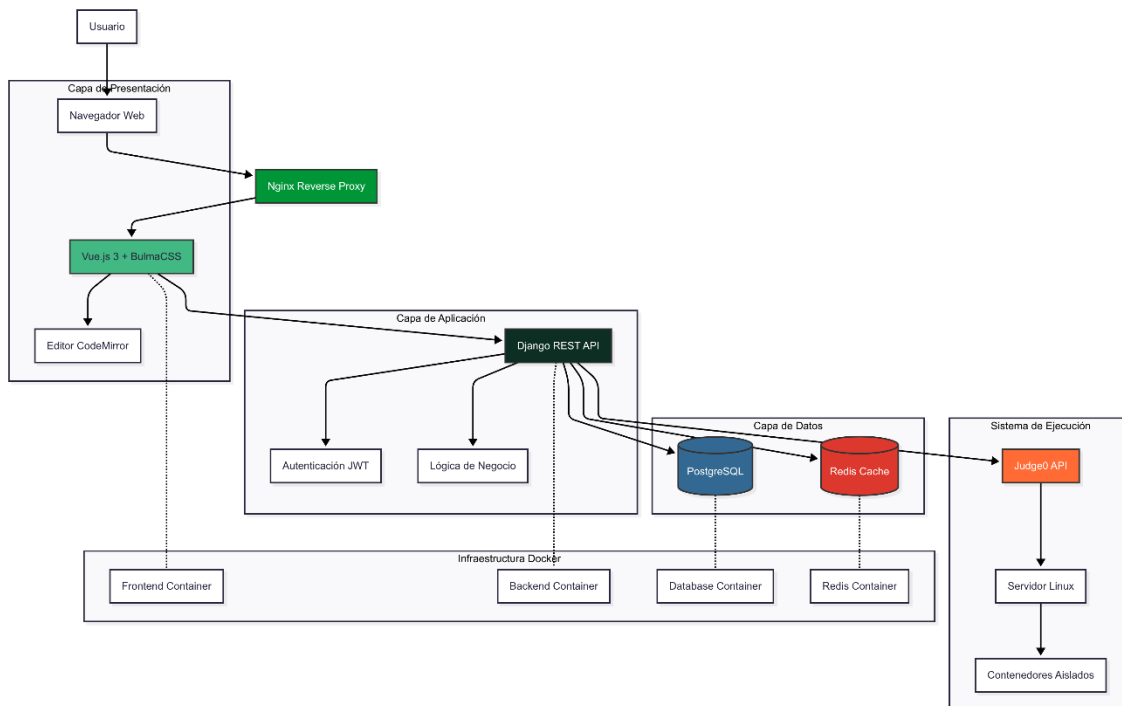 Usuario
Capa de Presentación
Navegador Web
Nginx Reverse Proxy
Vue.js 3 + BulmaCSS
Editor CodeMirror
Capa de Aplicación
Django REST API
Autenticación JWT
Lógica de Negocio
Capa de Datos
PostgreSQL
Redis Cache
Sistema de Ejecución
Judge0 API
Servidor Linux
Contenedores Aislados
Infraestructura Docker
Frontend Container
Backend Container
Database Container
Redis Container